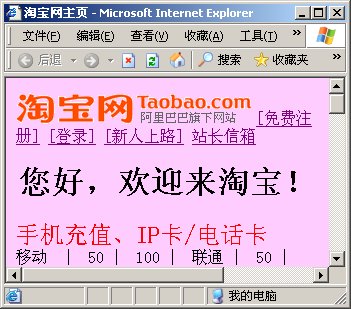 淘宝网主页 - Microsoft Internet Explorer
文件(F) 编辑(E) 查看(V) 收藏(A) 工具(T) »
后退 » 搜索 收藏夹 »
淘宝网 Taobao.com
阿里巴巴旗下网站 [免费注
册] [登录] [新人上路] 站长信箱
您好，欢迎来淘宝！
手机充值、IP卡/电话卡
移动 | 50 | 100 | 联通 | 50 |
我的电脑